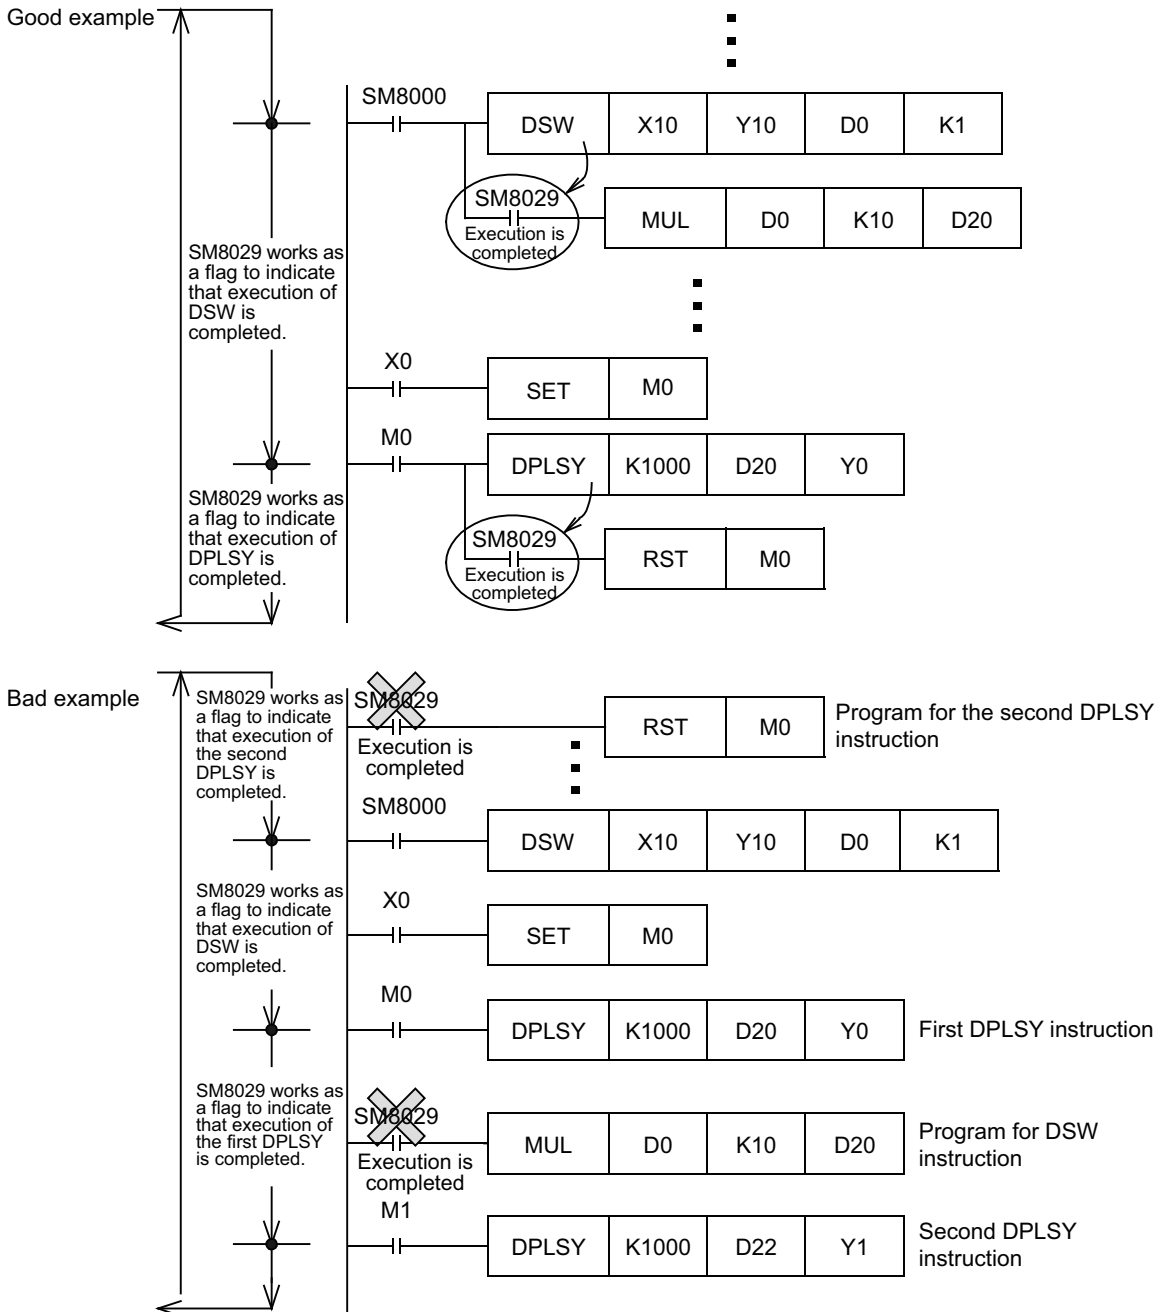 Good example
SM8000
DSW X10 Y10 D0 K1
SM8029
Execution is
completed
MUL D0 K10 D20
SM8029 works as
a flag to indicate
that execution of
DSW is
completed.
X0
SET M0
M0
DPLSY K1000 D20 Y0
SM8029 works as
a flag to indicate
that execution of
DPLSY is
completed.
SM8029
Execution is
completed
RST M0
Bad example
SM8029 works as
a flag to indicate
that execution of
the second
DPLSY is
completed.
SM8029
Execution is
completed
RST M0
Program for the second DPLSY
instruction
SM8000
DSW X10 Y10 D0 K1
SM8029 works as
a flag to indicate
that execution of
DSW is
completed.
X0
SET M0
M0
DPLSY K1000 D20 Y0
First DPLSY instruction
SM8029 works as
a flag to indicate
that execution of
the first DPLSY
is completed.
SM8029
Execution is
completed
MUL D0 K10 D20
Program for DSW
instruction
M1
DPLSY K1000 D22 Y1
Second DPLSY
instruction